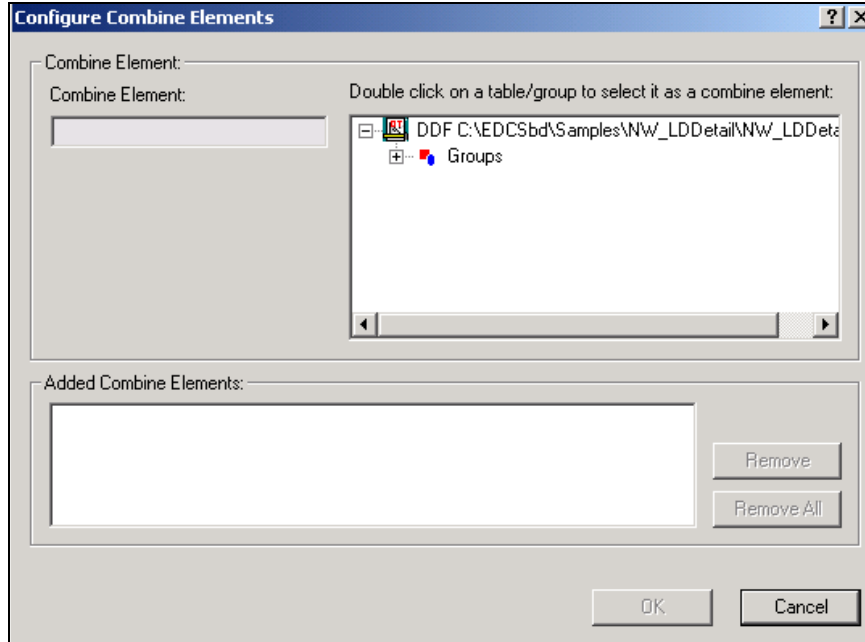 Configure Combine Elements
Combine Element:
Combine Element:
Double click on a table/group to select it as a combine element:
DDF C:\EDCSbd\Samples\NW_LDDetail\NW_LDDeta
Groups
Added Combine Elements:
Remove
Remove All
OK
Cancel